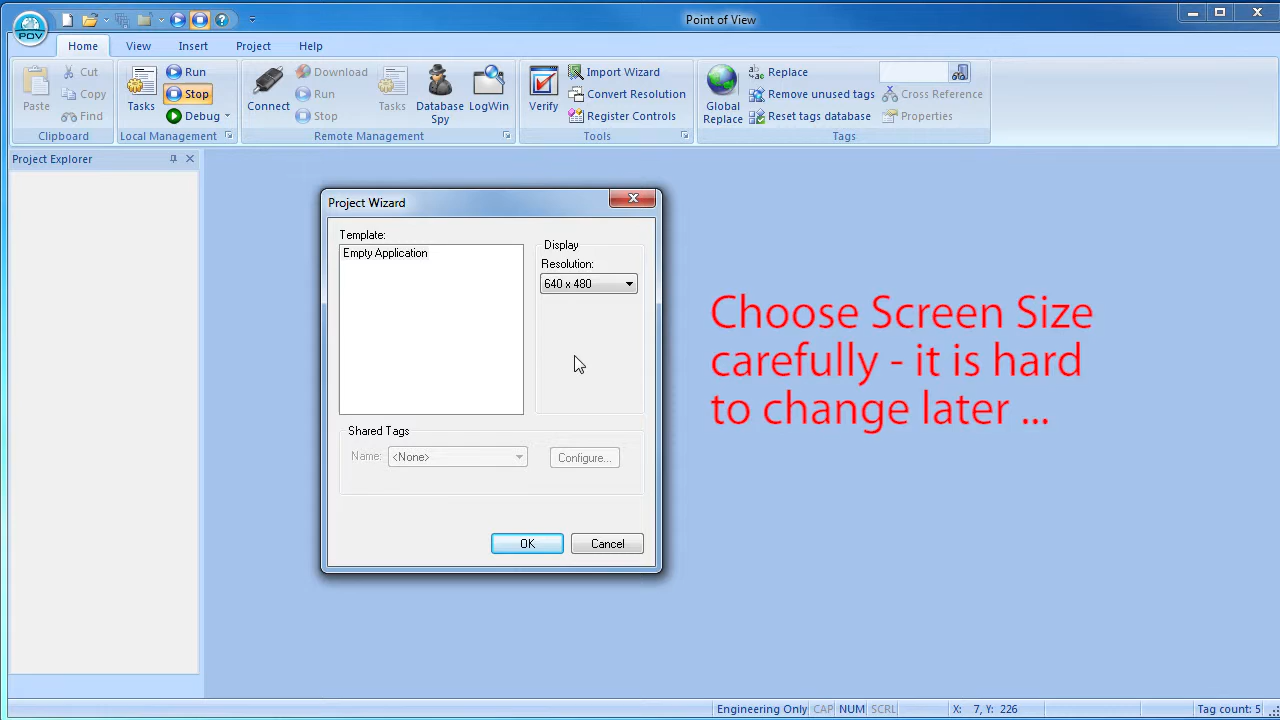 Point of View
POV
Home View Insert Project Help
Paste
Cut
Copy
Find
Clipboard
Tasks
Run
Stop
Debug
Local Management
Connect
Download
Run
Stop
Tasks
Database Spy
LogWin
Remote Management
Verify
Import Wizard
Convert Resolution
Register Controls
Tools
Global Replace
Replace
Remove unused tags
Reset tags database
Cross Reference
Properties
Tags
Project Explorer
Project Wizard
Template:
Empty Application
Display
Resolution:
640 x 480
Shared Tags
Name: <None> Configure...
OK Cancel
Choose Screen Size
carefully - it is hard
to change later ...
Engineering Only CAP NUM SCRL X: 7, Y: 226 Tag count: 5